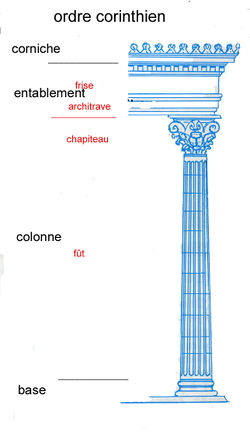 ordre corinthien
corniche
frise
entablement
architrave
chapiteau
colonne
fût
base